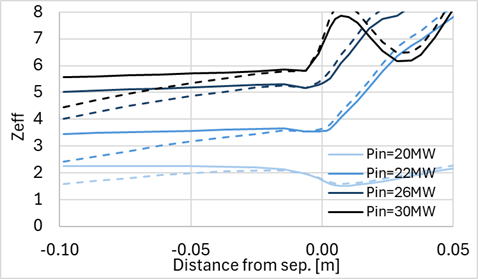 8
7
6
5
4
3
2
1
0
Zeff
Pin=20MW
Pin=22MW
Pin=26MW
Pin=30MW
-0.10 -0.05 0.00 0.05
Distance from sep. [m]